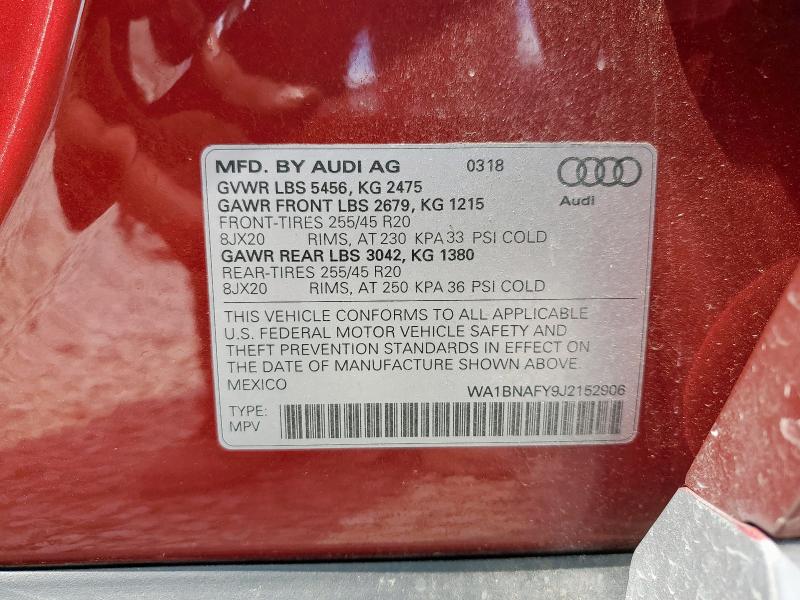 MFD. BY AUDI AG 0318
Audi
GVWR LBS 5456, KG 2475
GAWR FRONT LBS 2679, KG 1215
FRONT-TIRES 255/45 R20
8JX20 RIMS, AT 230 KPA 33 PSI COLD
GAWR REAR LBS 3042, KG 1380
REAR-TIRES 255/45 R20
8JX20 RIMS, AT 250 KPA 36 PSI COLD
THIS VEHICLE CONFORMS TO ALL APPLICABLE
U.S. FEDERAL MOTOR VEHICLE SAFETY AND
THEFT PREVENTION STANDARDS IN EFFECT ON
THE DATE OF MANUFACTURE SHOWN ABOVE.
MEXICO WA1BNAFY9J2152906
TYPE:
MPV